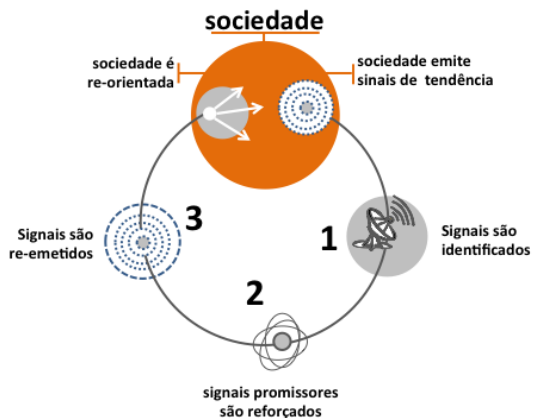 sociedade
sociedade é
re-orientada
sociedade emite
sinais de tendência
3
1
Signais são
re-emetidos
Signais são
identificados
2
signais promissores
são reforçados